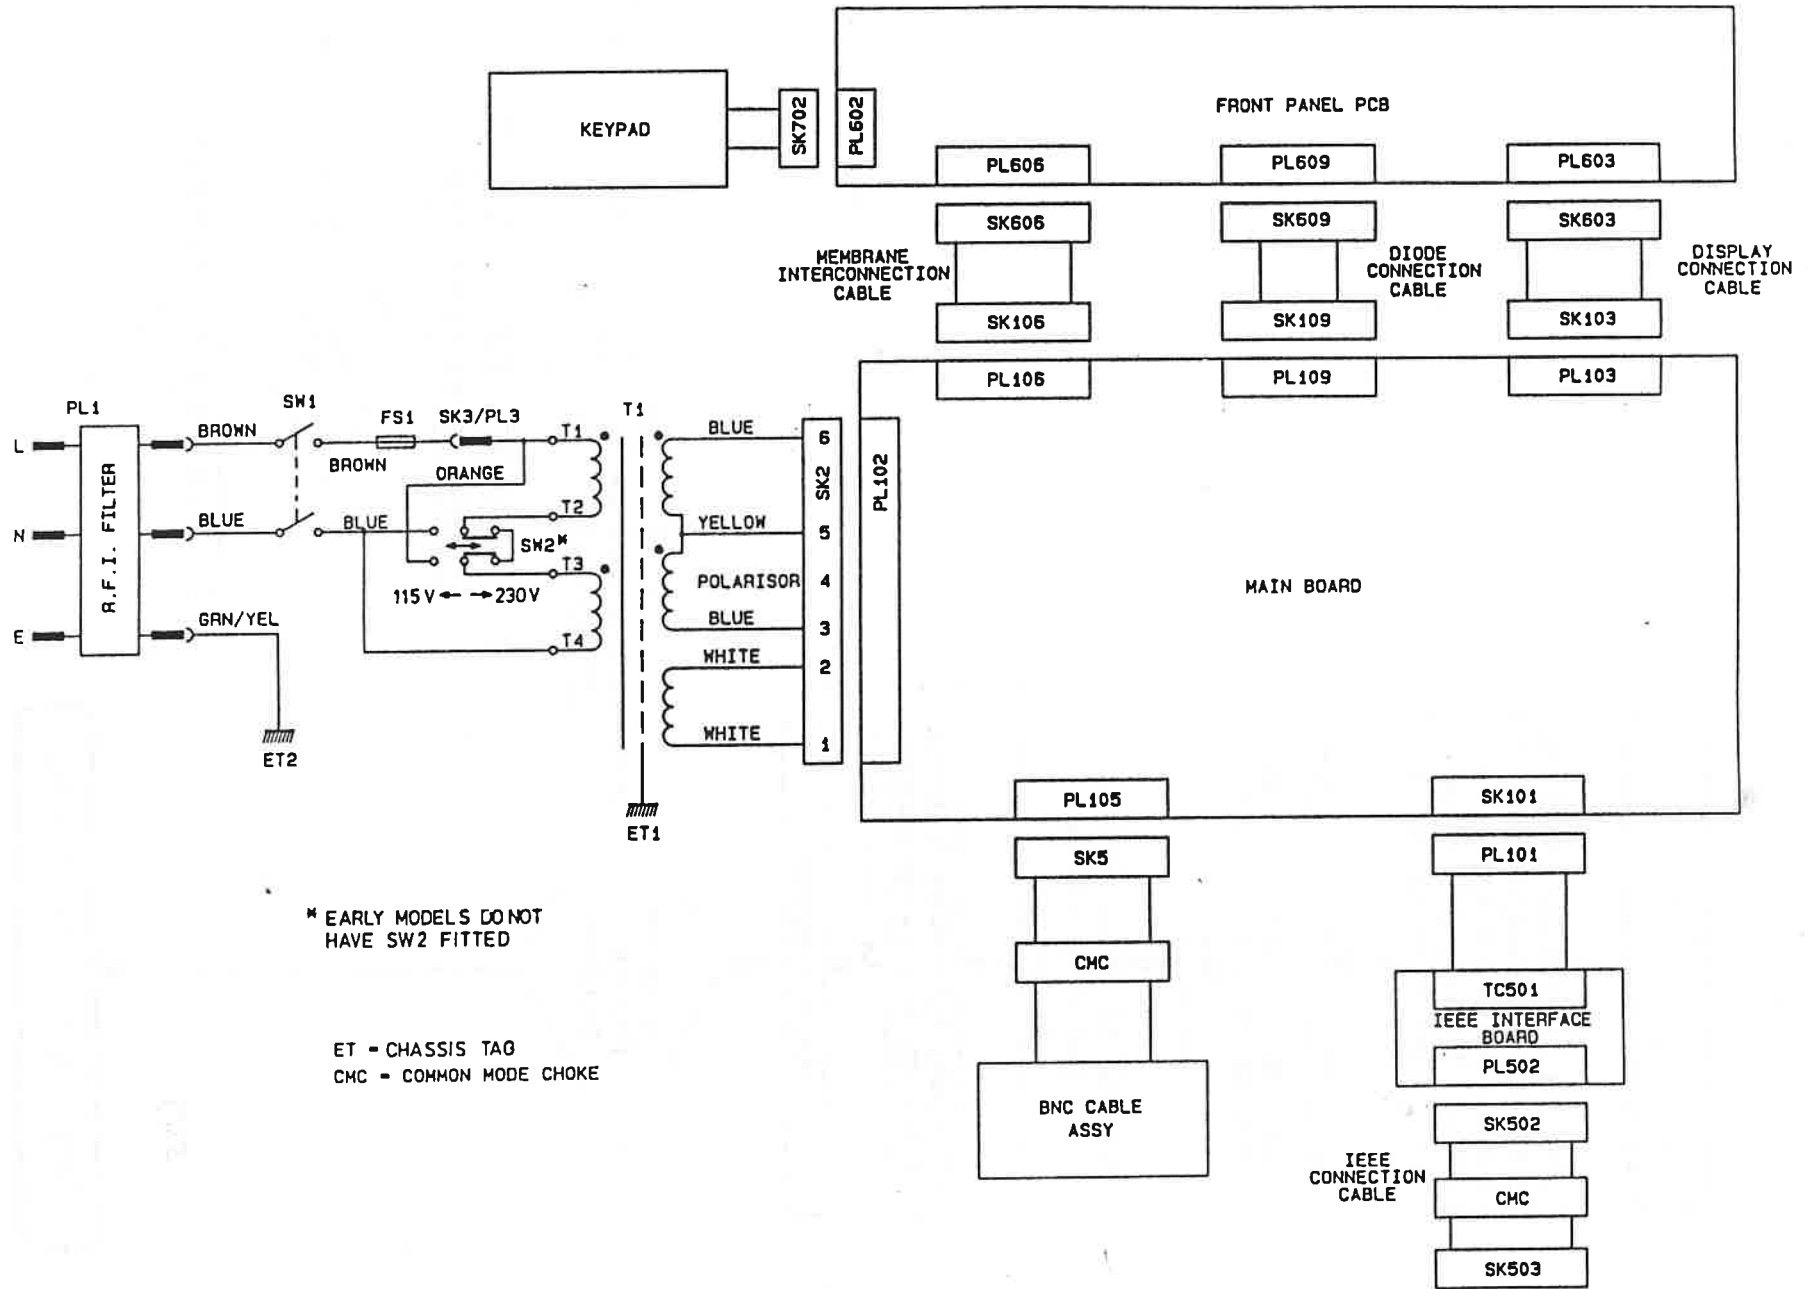 KEYPAD
SK702
PL602
FRONT PANEL PCB
PL606
PL609
PL603
SK606
SK609
SK603
MEMBRANE
INTERCONNECTION
CABLE
DIODE
CONNECTION
CABLE
DISPLAY
CONNECTION
CABLE
SK106
SK109
SK103
PL106
PL109
PL103
PL1
SW1
FS1
SK3/PL3
T1
L
BROWN
BROWN
ORANGE
T1
T2
N
BLUE
BLUE
SW2*
T3
115V
230V
T4
E
GRN/YEL
R.F.I. FILTER
ET2
ET1
BLUE
6
SK2
PL102
YELLOW
5
POLARISOR
4
BLUE
3
WHITE
2
WHITE
1
MAIN BOARD
PL105
SK101
SK5
PL101
CMC
TC501
IEEE INTERFACE
BOARD
PL502
BNC CABLE
ASSY
SK502
IEEE
CONNECTION
CABLE
CMC
SK503
* EARLY MODELS DO NOT
HAVE SW2 FITTED
ET = CHASSIS TAG
CMC = COMMON MODE CHOKE